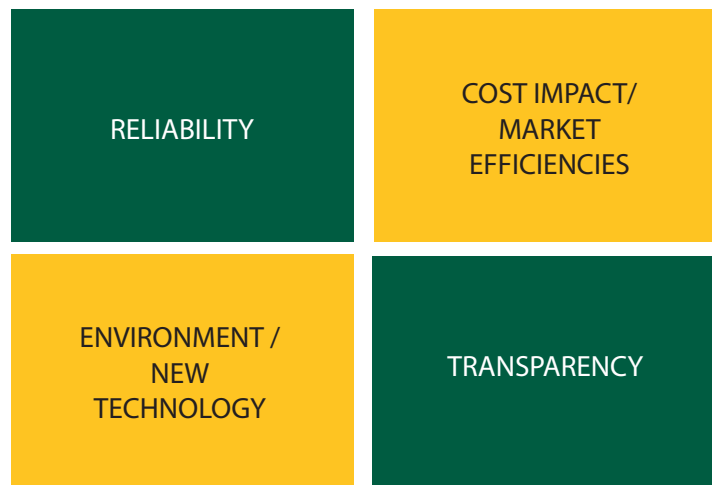 RELIABILITY
COST IMPACT/
MARKET
EFFICIENCIES
ENVIRONMENT /
NEW
TECHNOLOGY
TRANSPARENCY